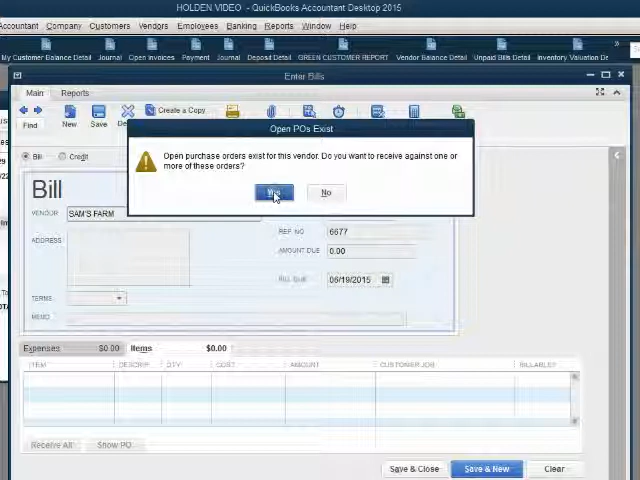 HOLDEN VIDEO - QuickBooks Accountant Desktop 2015
Accountant Company Customers Vendors Employees Banking Reports Window Help
My Customer Balance Detail Journal Open Invoices Payment Journal Deposit Detail GREEN CUSTOMER REPORT Vendor Balance Detail Unpaid Bills Detail Inventory Valuation De
Enter Bills
Main Reports
Find New Save De Create a Copy
Open POs Exist
Open purchase orders exist for this vendor. Do you want to receive against one or
more of these orders?
Yes No
Bill Credit
Bill
VENDOR SAM'S FARM
ADDRESS
REF. NO 6677
AMOUNT DUE 0.00
BILL DUE 06/19/2015
TERMS
MEMO
Expenses $0.00 Items $0.00
ITEM DESCRIP QTY COST AMOUNT CUSTOMER:JOB BILLABLE?
Receive All Show PO
Save & Close Save & New Clear